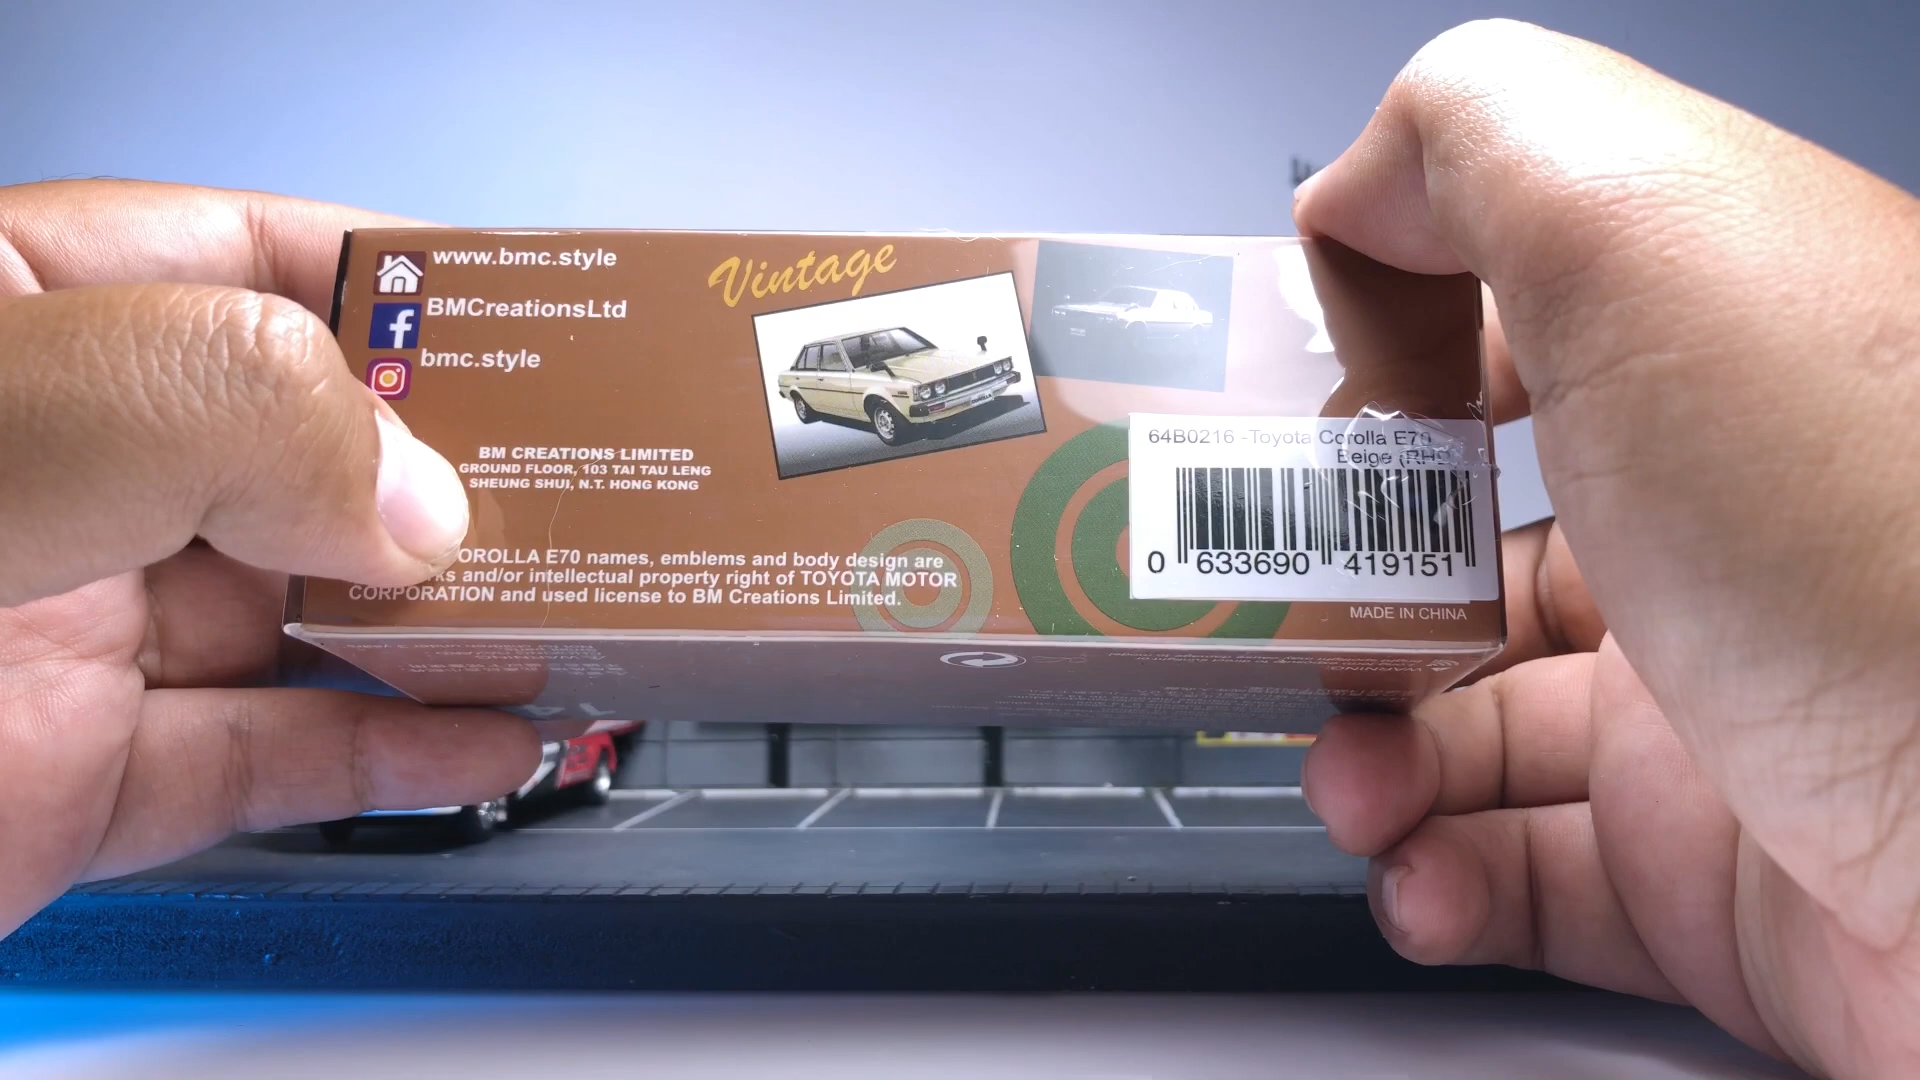 www.bmc.style
BMCreationsLtd
bmc.style
Vintage
BM CREATIONS LIMITED
GROUND FLOOR, 103 TAI TAU LENG
SHEUNG SHUI, N.T. HONG KONG
OROLLA E70 names, emblems and body design are
ks and/or intellectual property right of TOYOTA MOTOR
CORPORATION and used license to BM Creations Limited.
64B0216 -Toyota Corolla E70
Beige (RH
0 633690 419151
MADE IN CHINA
WARNING